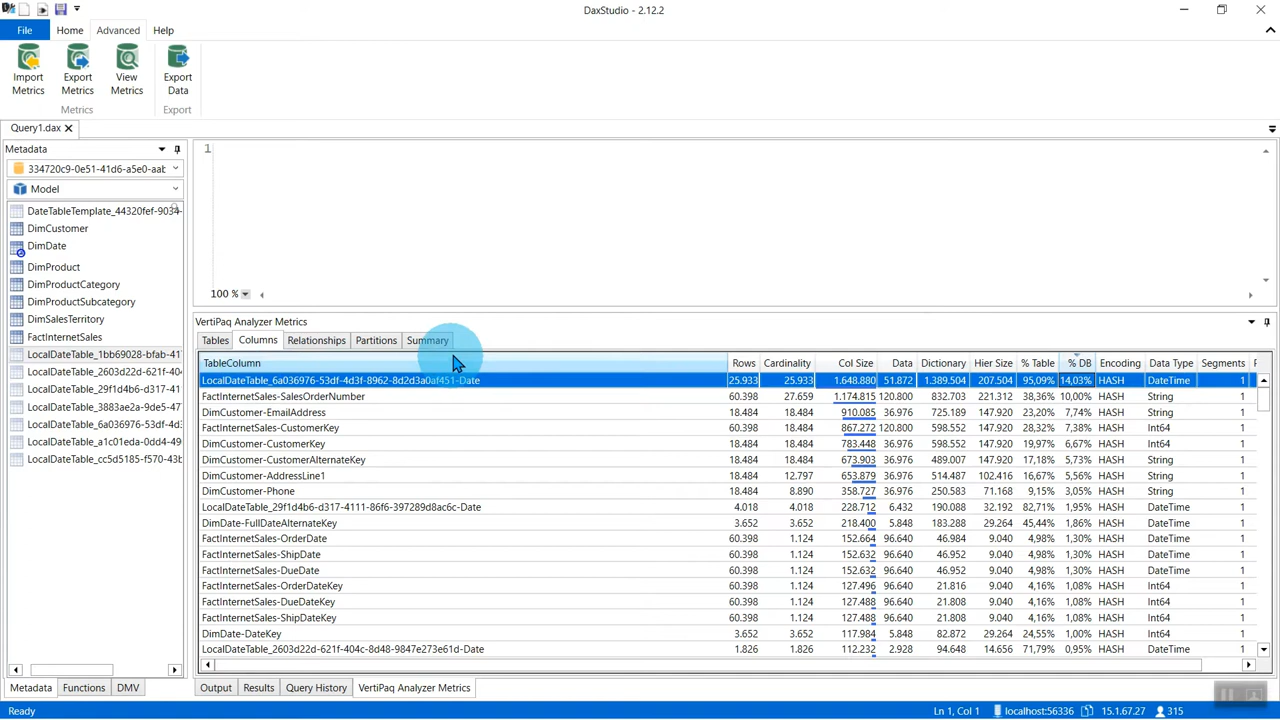 DaxStudio - 2.12.2
File Home Advanced Help
Import Metrics
Export Metrics
View Metrics
Export Data
Metrics
Export
Query1.dax
Metadata
334720c9-0e51-41d6-a5e0-aab
Model
DateTableTemplate_44320fef-9034-
DimCustomer
DimDate
DimProduct
DimProductCategory
DimProductSubcategory
DimSalesTerritory
FactInternetSales
LocalDateTable_1bb69028-bfab-41
LocalDateTable_2603d22d-621f-404
LocalDateTable_29f1d4b6-d317-411
LocalDateTable_3883ae2a-9de5-477
LocalDateTable_6a036976-53df-4d3
LocalDateTable_a1c01eda-0dd4-490
LocalDateTable_cc5d5185-f570-43b
Metadata Functions DMV
1
100 %
VertiPaq Analyzer Metrics
Tables Columns Relationships Partitions Summary
TableColumn Rows Cardinality Col Size Data Dictionary Hier Size % Table % DB Encoding Data Type Segments
LocalDateTable_6a036976-53df-4d3f-8962-8d2d3a0af451-Date 25.933 25.933 1.648.880 51.872 1.389.504 207.504 95,09% 14,03% HASH DateTime 1
FactInternetSales-SalesOrderNumber 60.398 27.659 1.174.815 120.800 832.703 221.312 38,36% 10,00% HASH String 1
DimCustomer-EmailAddress 18.484 18.484 910.085 36.976 725.189 147.920 23,20% 7,74% HASH String 1
FactInternetSales-CustomerKey 60.398 18.484 867.272 120.800 598.552 147.920 28,32% 7,38% HASH Int64 1
DimCustomer-CustomerKey 18.484 18.484 783.448 36.976 598.552 147.920 19,97% 6,67% HASH Int64 1
DimCustomer-CustomerAlternateKey 18.484 18.484 673.903 36.976 489.007 147.920 17,18% 5,73% HASH String 1
DimCustomer-AddressLine1 18.484 12.797 653.879 36.976 514.487 102.416 16,67% 5,56% HASH String 1
DimCustomer-Phone 18.484 8.890 358.727 36.976 250.583 71.168 9,15% 3,05% HASH String 1
LocalDateTable_29f1d4b6-d317-4111-86f6-397289d8ac6c-Date 4.018 4.018 228.712 6.432 190.088 32.192 82,71% 1,95% HASH DateTime 1
DimDate-FullDateAlternateKey 3.652 3.652 218.400 5.848 183.288 29.264 45,44% 1,86% HASH DateTime 1
FactInternetSales-OrderDate 60.398 1.124 152.664 96.640 46.984 9.040 4,98% 1,30% HASH DateTime 1
FactInternetSales-ShipDate 60.398 1.124 152.632 96.640 46.952 9.040 4,98% 1,30% HASH DateTime 1
FactInternetSales-DueDate 60.398 1.124 152.632 96.640 46.952 9.040 4,98% 1,30% HASH DateTime 1
FactInternetSales-OrderDateKey 60.398 1.124 127.496 96.640 21.816 9.040 4,16% 1,08% HASH Int64 1
FactInternetSales-DueDateKey 60.398 1.124 127.488 96.640 21.808 9.040 4,16% 1,08% HASH Int64 1
FactInternetSales-ShipDateKey 60.398 1.124 127.488 96.640 21.808 9.040 4,16% 1,08% HASH Int64 1
DimDate-DateKey 3.652 3.652 117.984 5.848 82.872 29.264 24,55% 1,00% HASH Int64 1
LocalDateTable_2603d22d-621f-404c-8d48-9847e273e61d-Date 1.826 1.826 112.232 2.928 94.648 14.656 71,79% 0,95% HASH DateTime 1
Output Results Query History VertiPaq Analyzer Metrics
Ready Ln 1, Col 1 localhost:56336 15.1.67.27 315